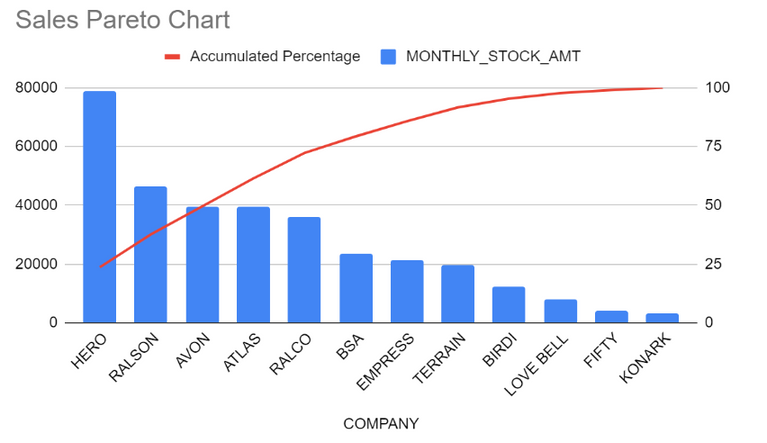 Sales Pareto Chart
Accumulated Percentage MONTHLY_STOCK_AMT
80000 100
60000 75
40000 50
20000 25
0 0
HERO RALSON AVON ATLAS RALCO BSA EMPRESS TERRAIN BIRDI LOVE BELL FIFTY KONARK
COMPANY